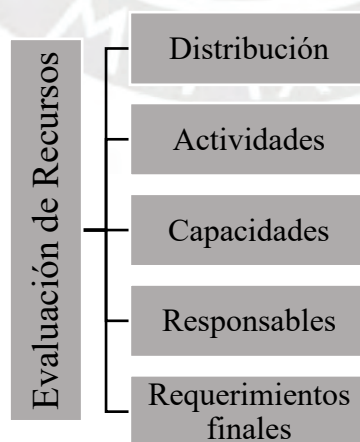 Evaluación de Recursos
Distribución
Actividades
Capacidades
Responsables
Requerimientos
finales